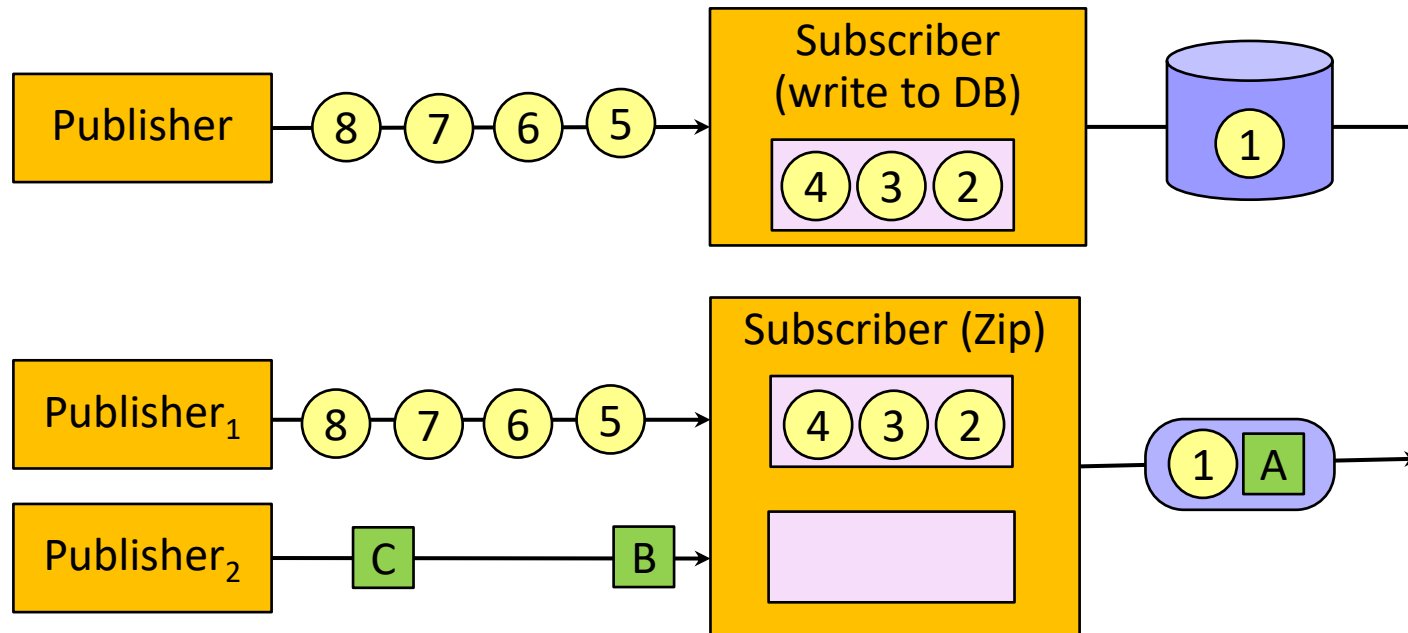 Publisher
8 7 6 5
Subscriber
(write to DB)
4 3 2
1
Publisher1
8 7 6 5
Publisher2
C B
Subscriber (Zip)
4 3 2
1 A